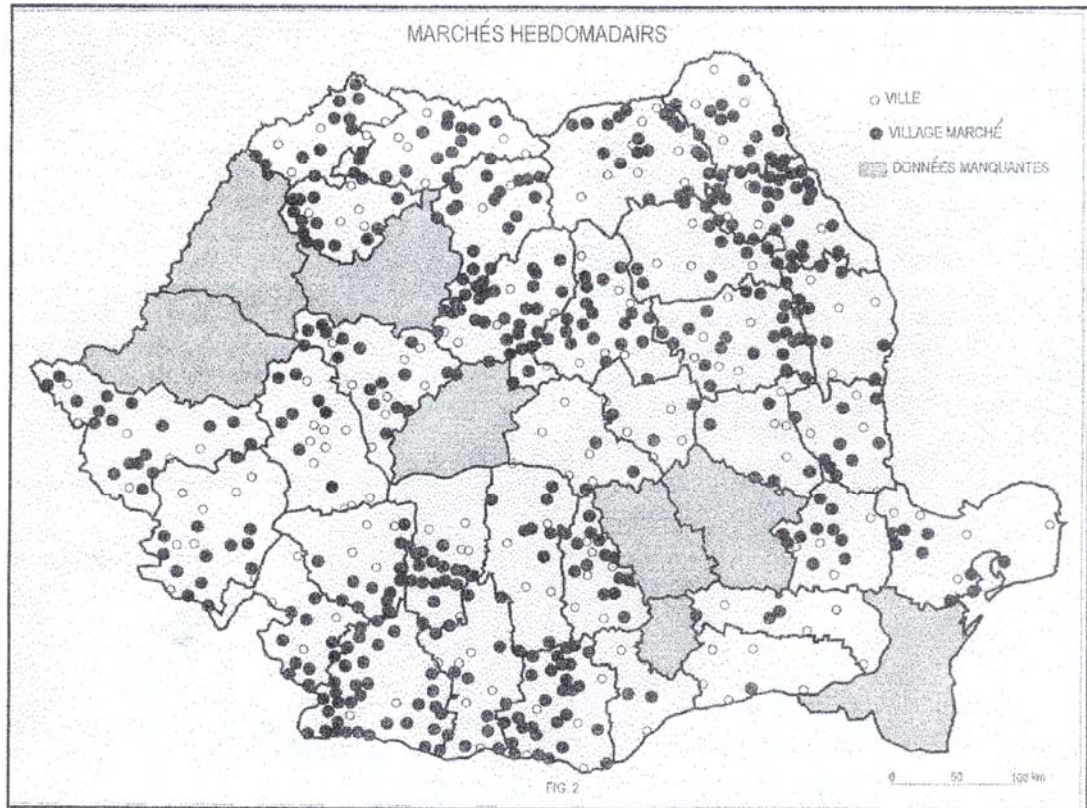 MARCHÉS HEBDOMADAIRS
VILLE
VILLAGE MARCHÉ
DONNÉES MANQUANTES
0 50 100 km
FIG. 2